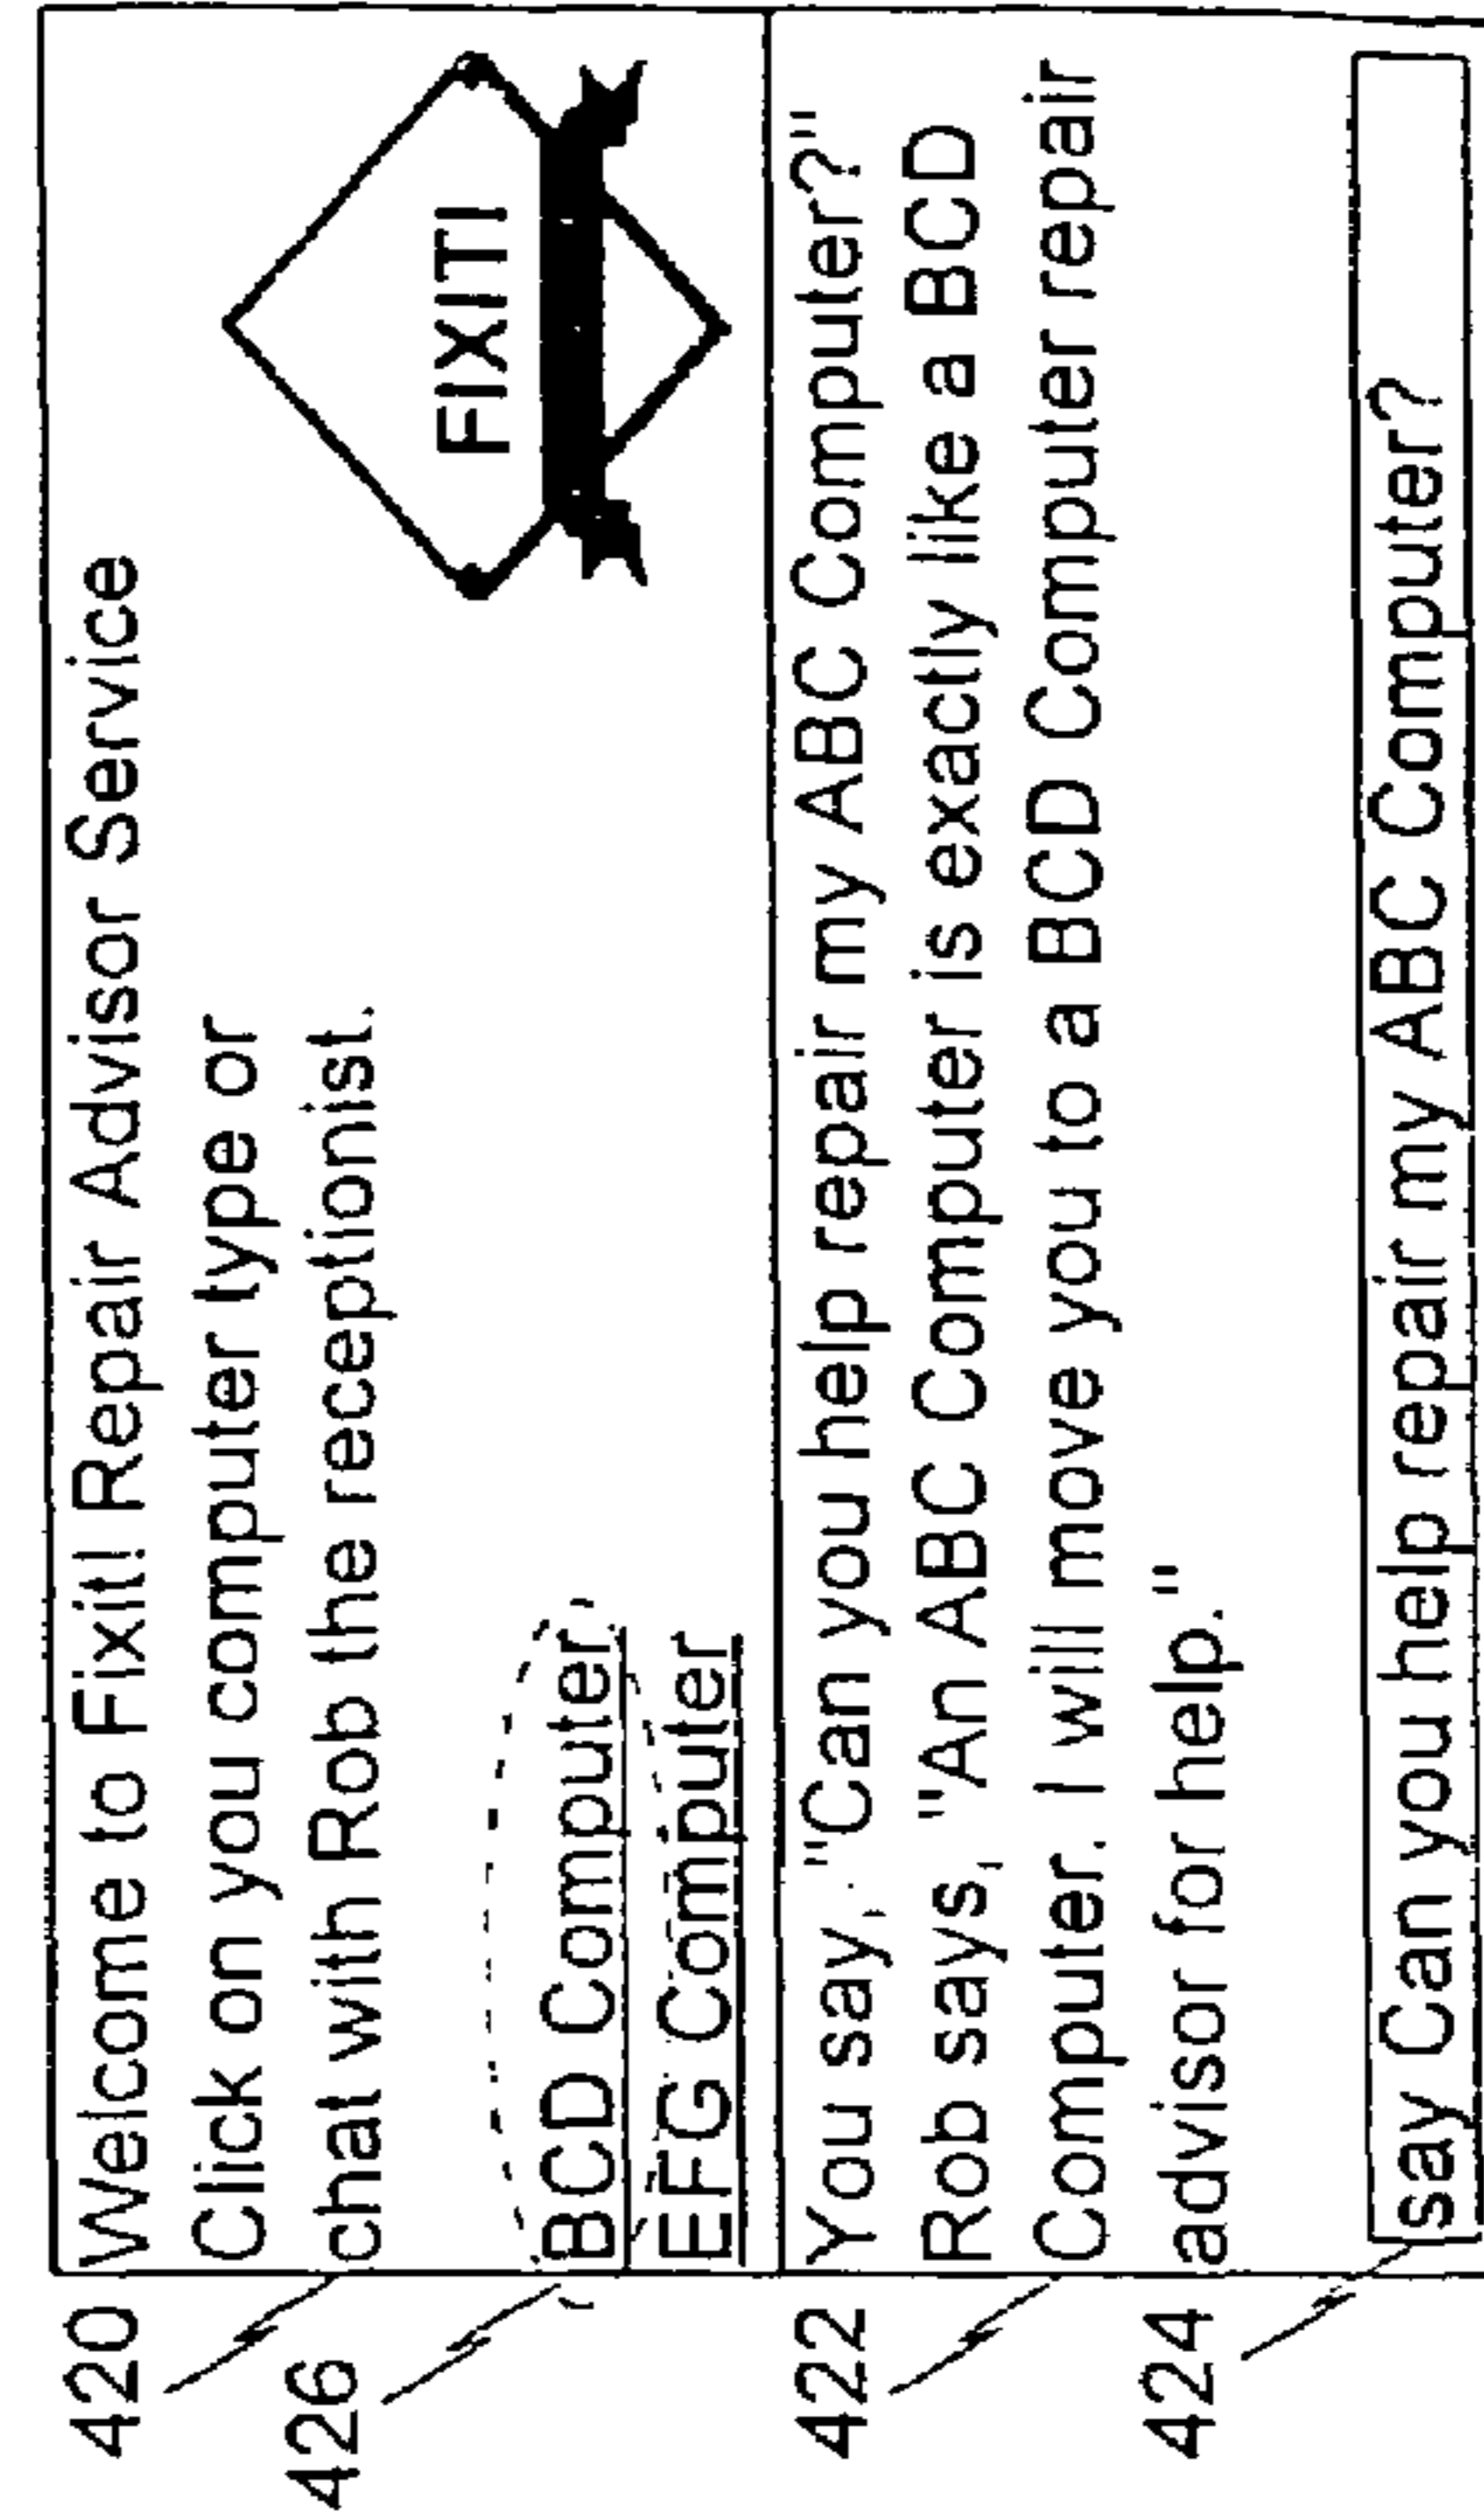 420
Welcome to Fixit! Repair Advisor Service
Click on you computer type or
chat with Rob the receptionist.
FIXIT!
426
BCD Computer
EFG Computer
422
You say, "Can you help repair my ABC Computer?"
Rob says, "An ABC Computer is exactly like a BCD
Computer. I will move you to a BCD Computer repair
advisor for help."
424
say Can you help repair my ABC Computer?